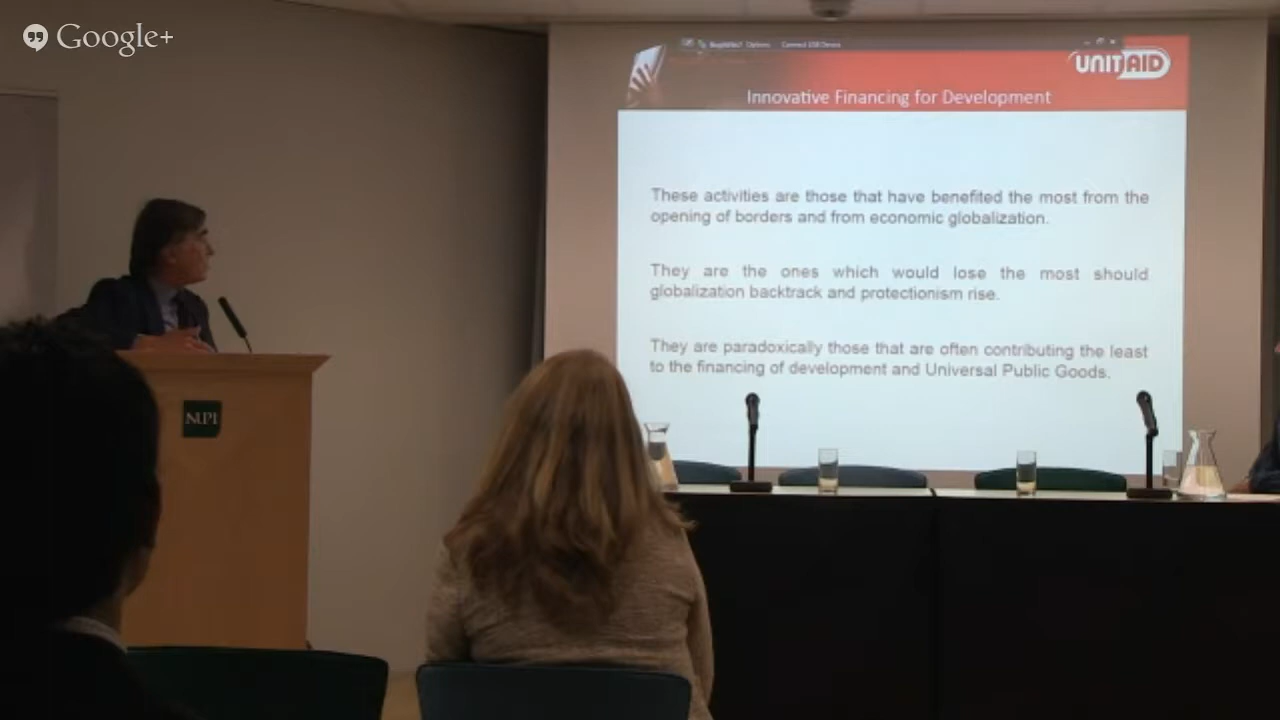 Google+
UNITAID
Innovative Financing for Development
These activities are those that have benefited the most from the
opening of borders and from economic globalization.
They are the ones which would lose the most should
globalization backtrack and protectionism rise.
They are paradoxically those that are often contributing the least
to the financing of development and Universal Public Goods.
NUPI